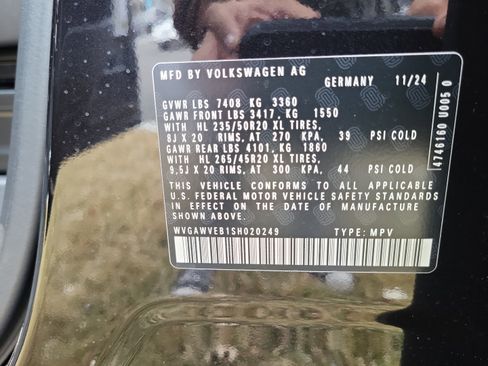 MFD BY VOLKSWAGEN AG
GERMANY 11/24
GVWR LBS 7408 KG 3360
GAWR FRONT LBS 3417, KG 1550
WITH HL 235/50R20 XL TIRES,
8J X 20 RIMS, AT 270 KPA, 39 PSI COLD
GAWR REAR LBS 4101, KG 1860
WITH HL 265/45R20 XL TIRES,
9,5J X 20 RIMS, AT 300 KPA, 44 PSI COLD
THIS VEHICLE CONFORMS TO ALL APPLICABLE
U.S. FEDERAL MOTOR VEHICLE SAFETY STANDARDS
IN EFFECT ON THE DATE OF MANUFACTURE
SHOWN ABOVE.
WVGAWVEB1SH020249 TYPE: MPV
4746160 U005 0